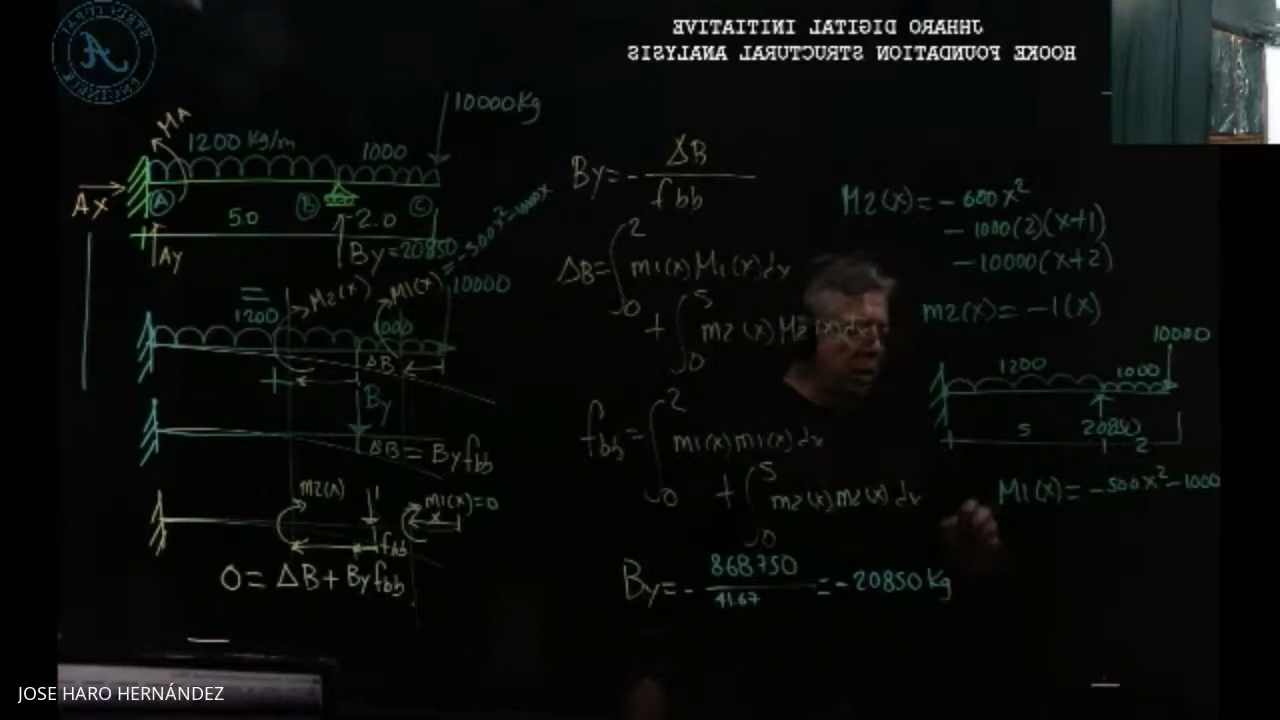 JHHARO DIGITAL INITIATIVE
HOOKE FOUNDATION STRUCTURAL ANALYSIS
10000 Kg
MA
1200 Kg/m
1000
Ax
A
B
C
5.0
2.0
Ay
By=20850
=-500x²-1000x
=
M2(x)
M1(x)
10000
1200
ΔB
+
By
ΔB = By fbb
m2(x)
1
m1(x)=0
x
fbb
0 = ΔB + By fbb
By = - ΔB / fbb
ΔB = ∫₀² m1(x) M1(x) dx
+ ∫₀⁵ m2(x) M2(x) dx
fbb = ∫₀² m1(x) m1(x) dx
+ ∫₀⁵ m2(x) m2(x) dx
By = - 868750 / 41.67 = -20850 Kg
M2(x) = - 600x²
- 1000(2)(x+1)
- 10000(x+2)
m2(x) = -1(x)
10000
1200
1000
5
20850
2
M1(x) = -500x² - 1000
JOSE HARO HERNÁNDEZ